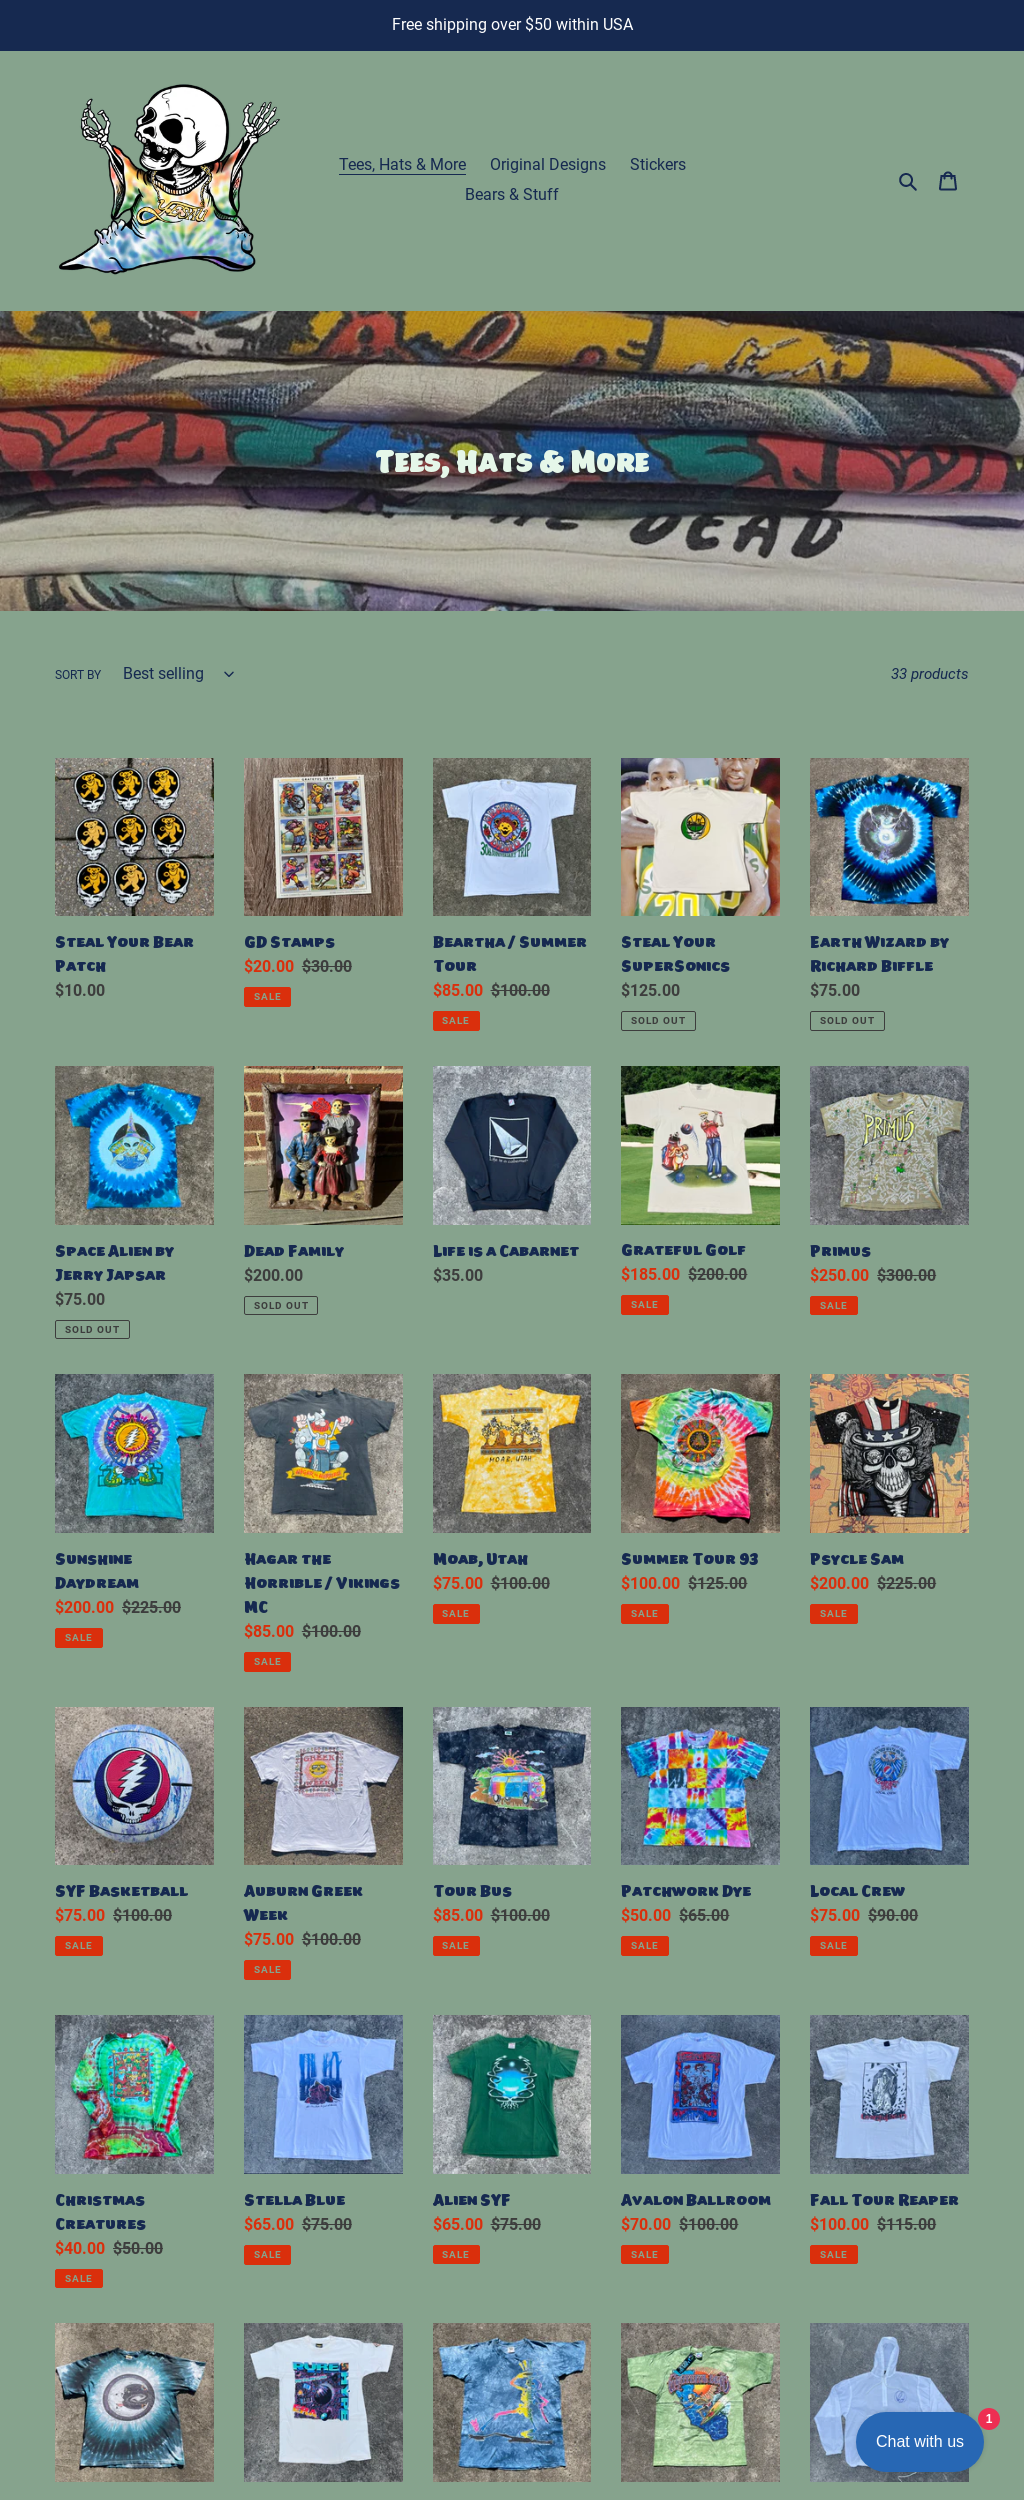 Free shipping over $50 within USA
YESHU
Tees, Hats & More
Original Designs
Stickers
Bears & Stuff
Tees, Hats & More
THE DEAD
SORT BY
Best selling
33 products
Steal Your Bear
Patch
$10.00
GD Stamps
$20.00 $30.00
SALE
Beartha / Summer
Tour
$85.00 $100.00
SALE
Steal Your
SuperSonics
$125.00
SOLD OUT
Earth Wizard by
Richard Biffle
$75.00
SOLD OUT
Space Alien by
Jerry Japsar
$75.00
SOLD OUT
Dead Family
$200.00
SOLD OUT
Life is a Cabarnet
$35.00
Grateful Golf
$185.00 $200.00
SALE
PRIMUS
Primus
$250.00 $300.00
SALE
Sunshine
Daydream
$200.00 $225.00
SALE
Hagar the
Horrible / Vikings
MC
$85.00 $100.00
SALE
MOAB, UTAH
Moab, Utah
$75.00 $100.00
SALE
Summer Tour 93
$100.00 $125.00
SALE
Psycle Sam
$200.00 $225.00
SALE
SYF Basketball
$75.00 $100.00
SALE
GREEK
WEEK
Auburn Greek
Week
$75.00 $100.00
SALE
Tour Bus
$85.00 $100.00
SALE
Patchwork Dye
$50.00 $65.00
SALE
Local Crew
$75.00 $90.00
SALE
Christmas
Creatures
$40.00 $50.00
SALE
Stella Blue
$65.00 $75.00
SALE
Alien SYF
$65.00 $75.00
SALE
Avalon Ballroom
$70.00 $100.00
SALE
Fall Tour Reaper
$100.00 $115.00
SALE
PURE
1
Chat with us